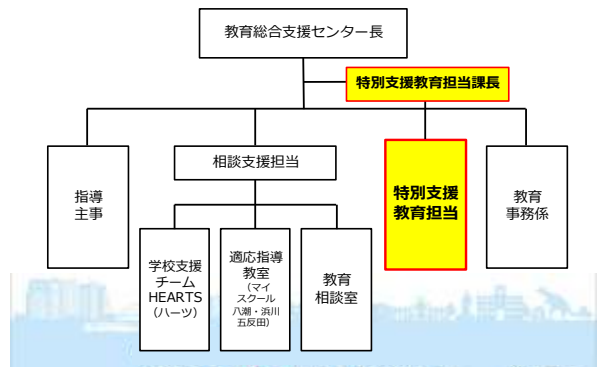 教育総合支援センター長
特別支援教育担当課長
指導
主事
相談支援担当
特別支援
教育担当
教育
事務係
学校支援
チーム
HEARTS
（ハーツ）
適応指導
教室
（マイ
スクール
八潮・浜川
五反田）
教育
相談室